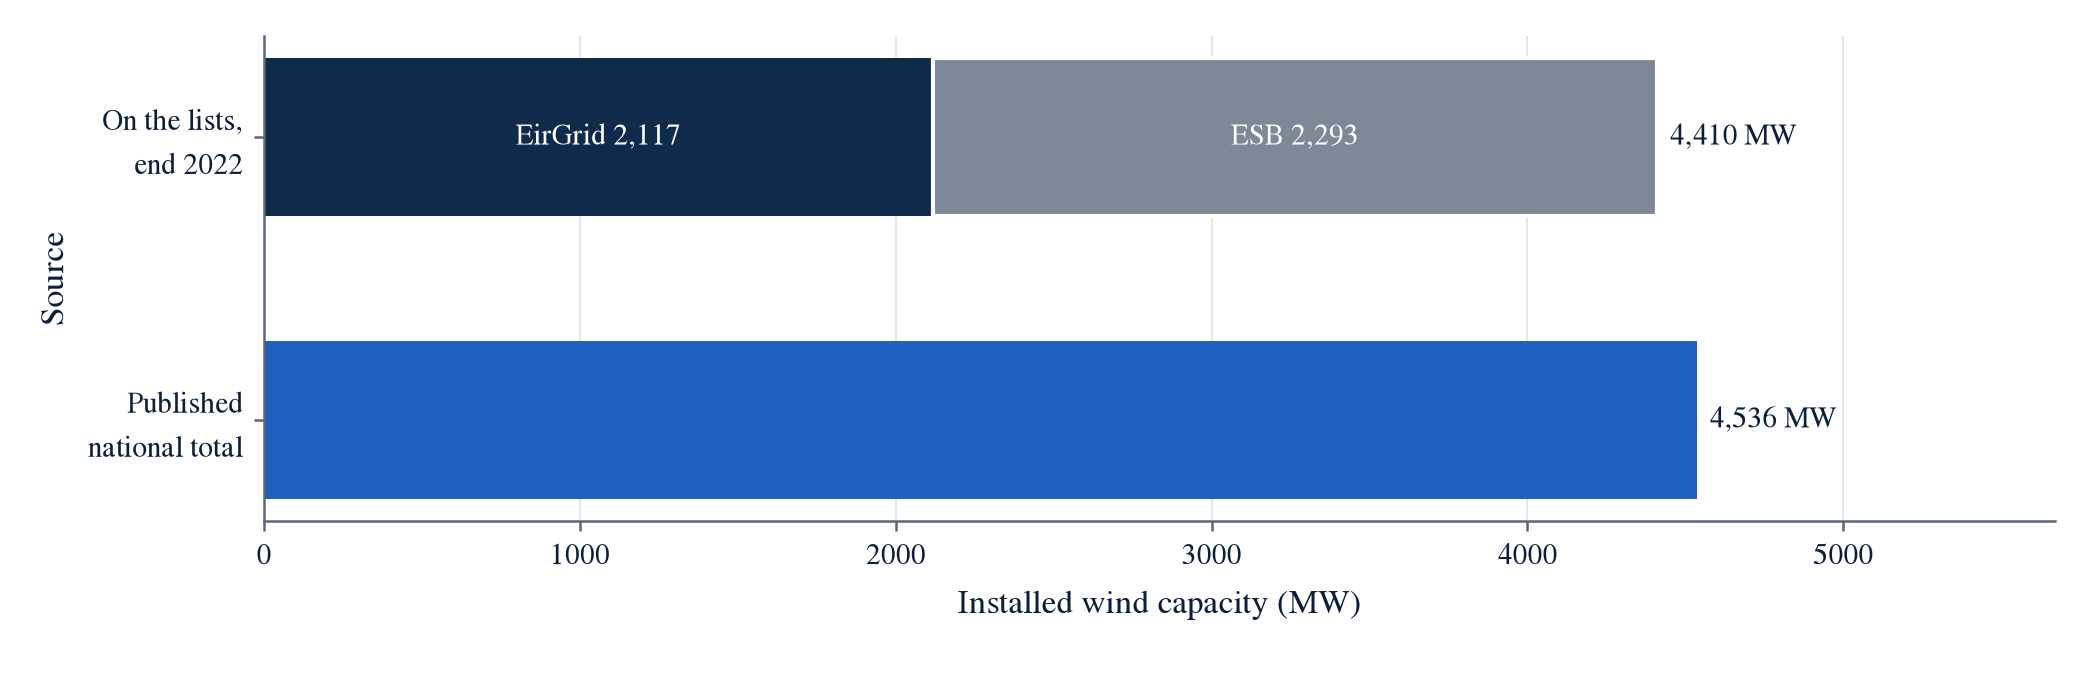 On the lists,
end 2022
EirGrid 2,117
ESB 2,293
4,410 MW
Source
Published
national total
4,536 MW
0
1000
2000
3000
4000
5000
Installed wind capacity (MW)